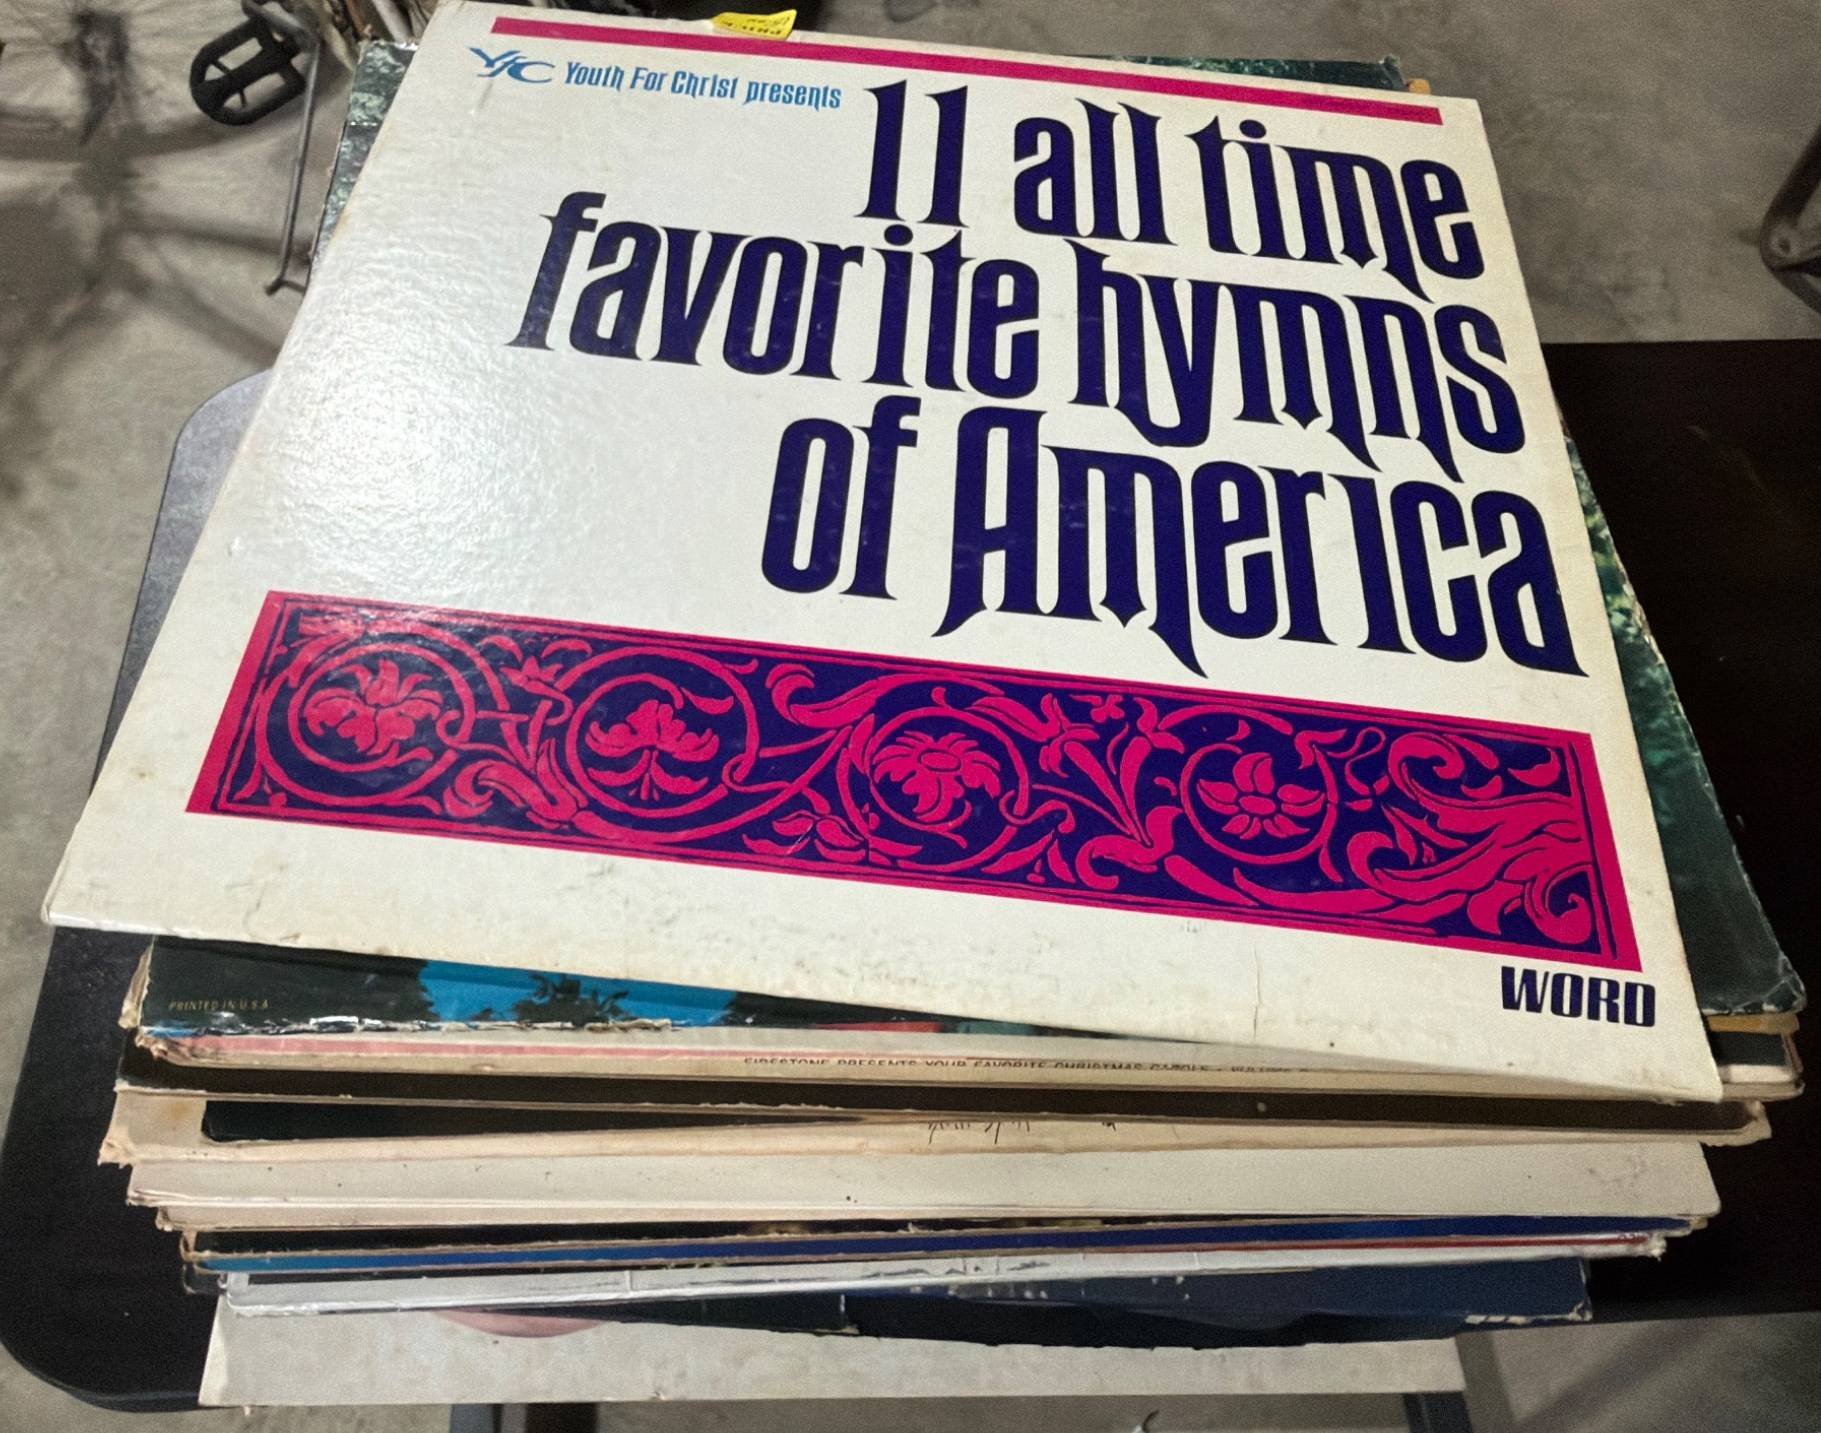 YFC Youth For Christ presents
11 all time
favorite hymns
of America
WORD
PRINTED IN U.S.A.
FIRESTONE PRESENTS YOUR FAVORITE CHRISTMAS CAROLS • VOLUME